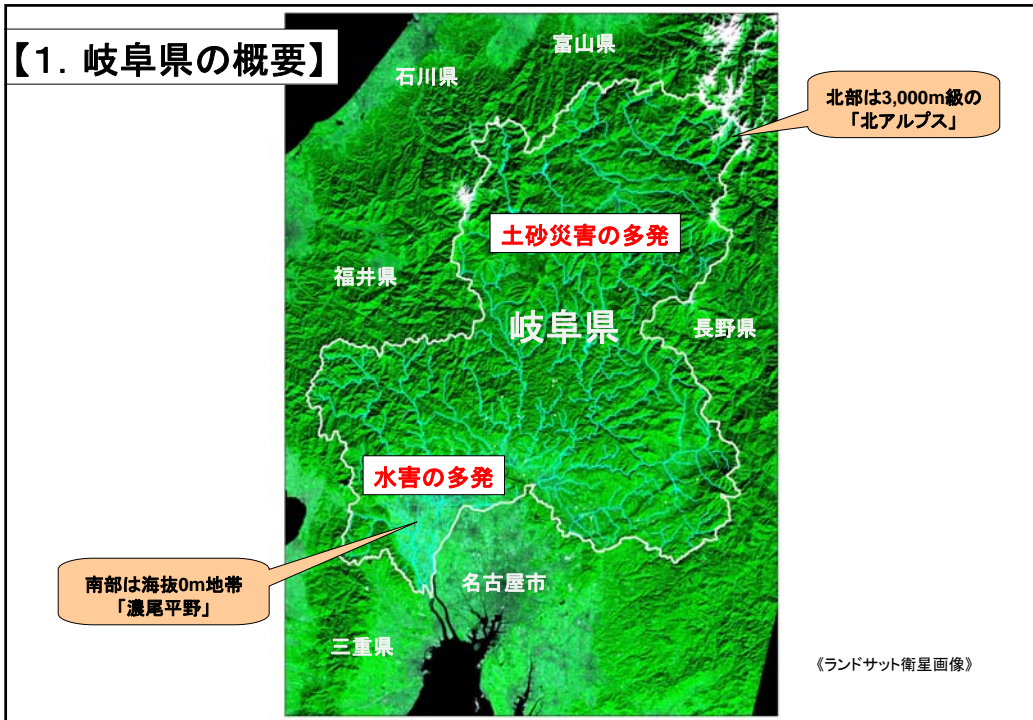 【1. 岐阜県の概要】
富山県
石川県
北部は3,000m級の
「北アルプス」
土砂災害の多発
福井県
岐阜県
長野県
水害の多発
南部は海抜0m地帯
「濃尾平野」
名古屋市
三重県
《ランドサット衛星画像》